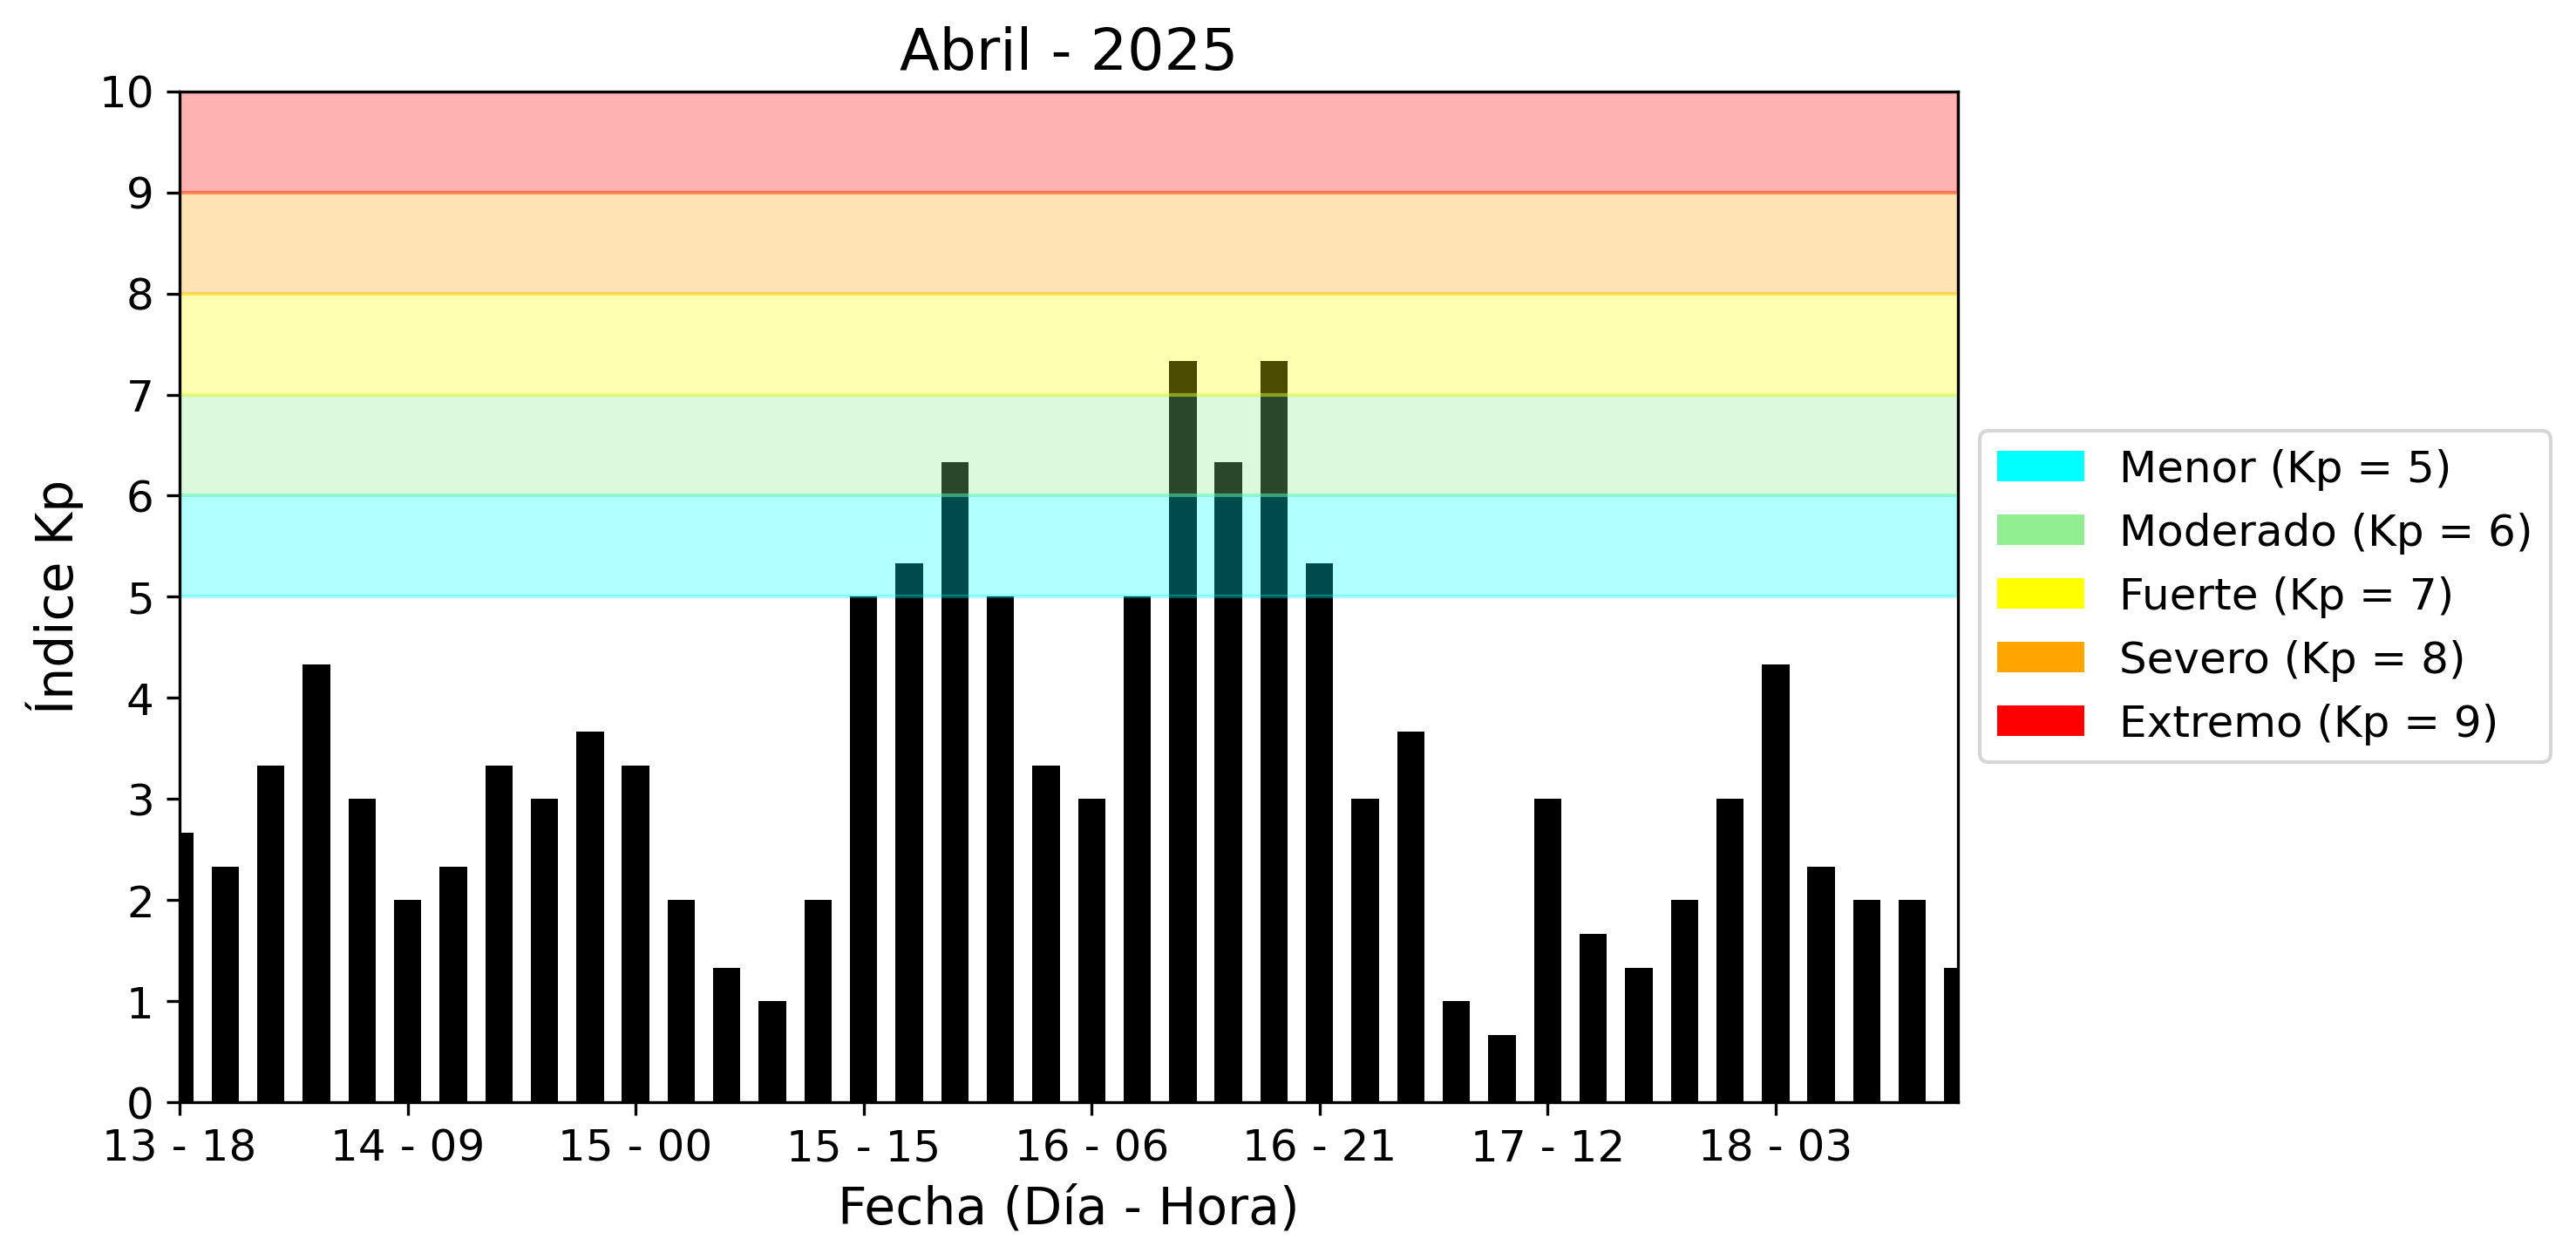 Abril - 2025
Índice Kp
10
9
8
7
6
5
4
3
2
1
0
13 - 18
14 - 09
15 - 00
15 - 15
16 - 06
16 - 21
17 - 12
18 - 03
Fecha (Día - Hora)
Menor (Kp = 5)
Moderado (Kp = 6)
Fuerte (Kp = 7)
Severo (Kp = 8)
Extremo (Kp = 9)